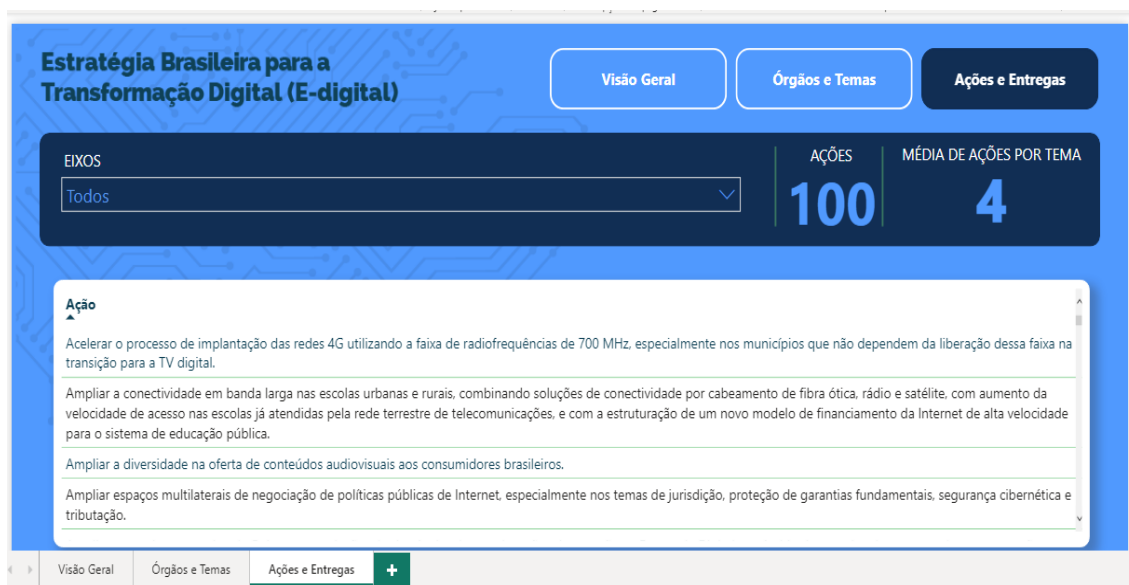 Estratégia Brasileira para a
Transformação Digital (E-digital)
Visão Geral
Órgãos e Temas
Ações e Entregas
EIXOS
Todos
AÇÕES
100
MÉDIA DE AÇÕES POR TEMA
4
Ação
Acelerar o processo de implantação das redes 4G utilizando a faixa de radiofrequências de 700 MHz, especialmente nos municípios que não dependem da liberação dessa faixa na
transição para a TV digital.
Ampliar a conectividade em banda larga nas escolas urbanas e rurais, combinando soluções de conectividade por cabeamento de fibra ótica, rádio e satélite, com aumento da
velocidade de acesso nas escolas já atendidas pela rede terrestre de telecomunicações, e com a estruturação de um novo modelo de financiamento da Internet de alta velocidade
para o sistema de educação pública.
Ampliar a diversidade na oferta de conteúdos audiovisuais aos consumidores brasileiros.
Ampliar espaços multilaterais de negociação de políticas públicas de Internet, especialmente nos temas de jurisdição, proteção de garantias fundamentais, segurança cibernética e
tributação.
Visão Geral
Órgãos e Temas
Ações e Entregas
+